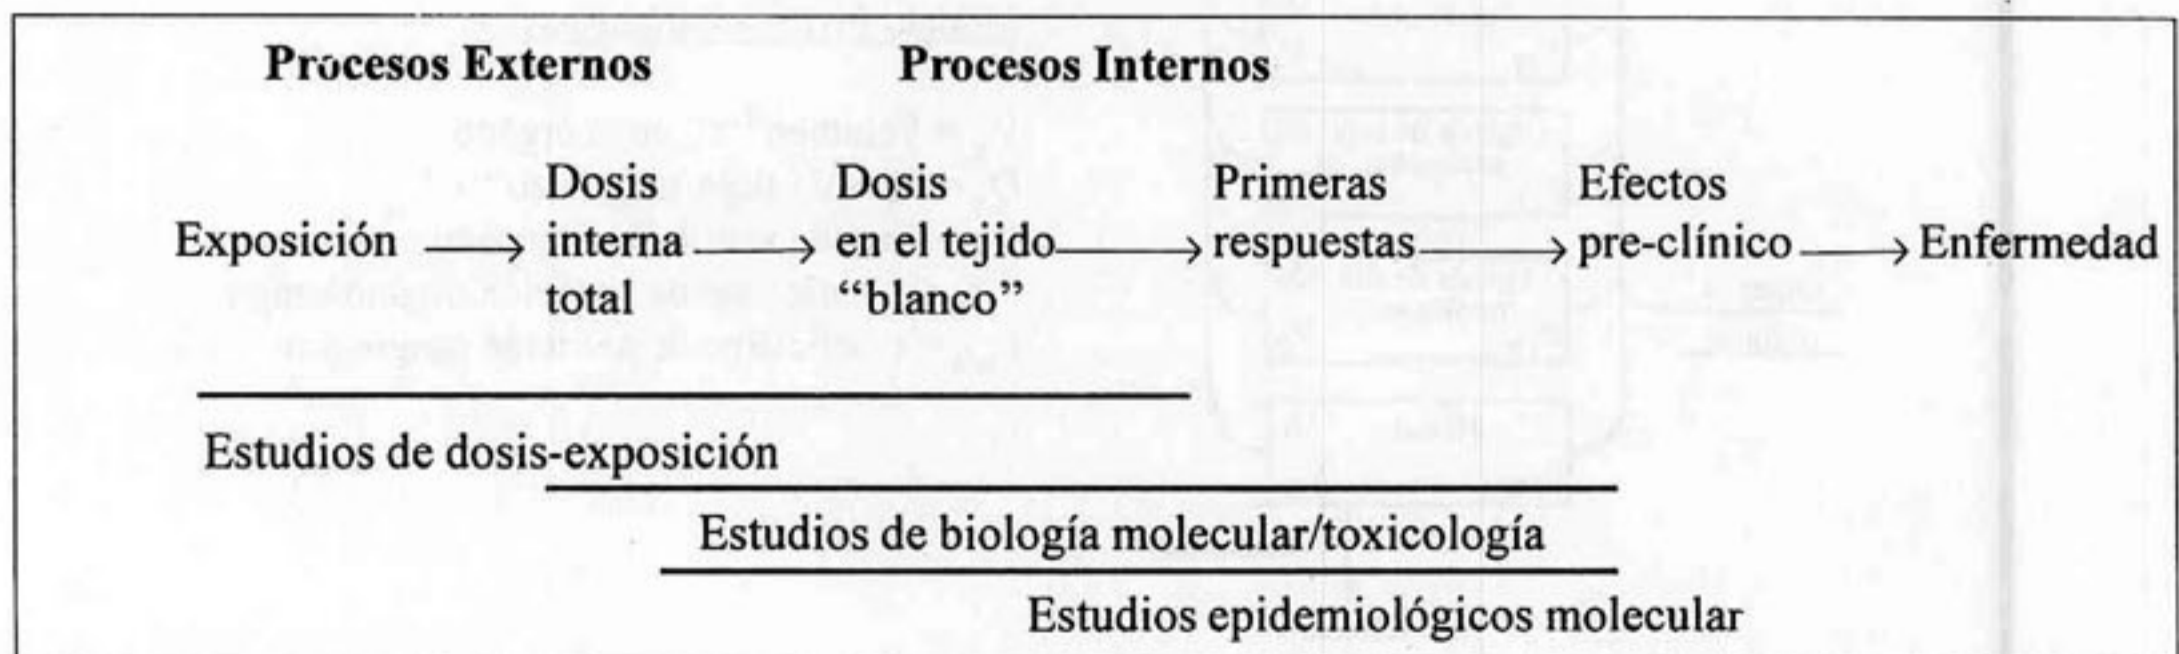 Procesos Externos Procesos Internos
Dosis Dosis Primeras Efectos
Exposición → interna → en el tejido → respuestas → pre-clínico → Enfermedad
total “blanco”
Estudios de dosis-exposición
Estudios de biología molecular/toxicología
Estudios epidemiológicos molecular